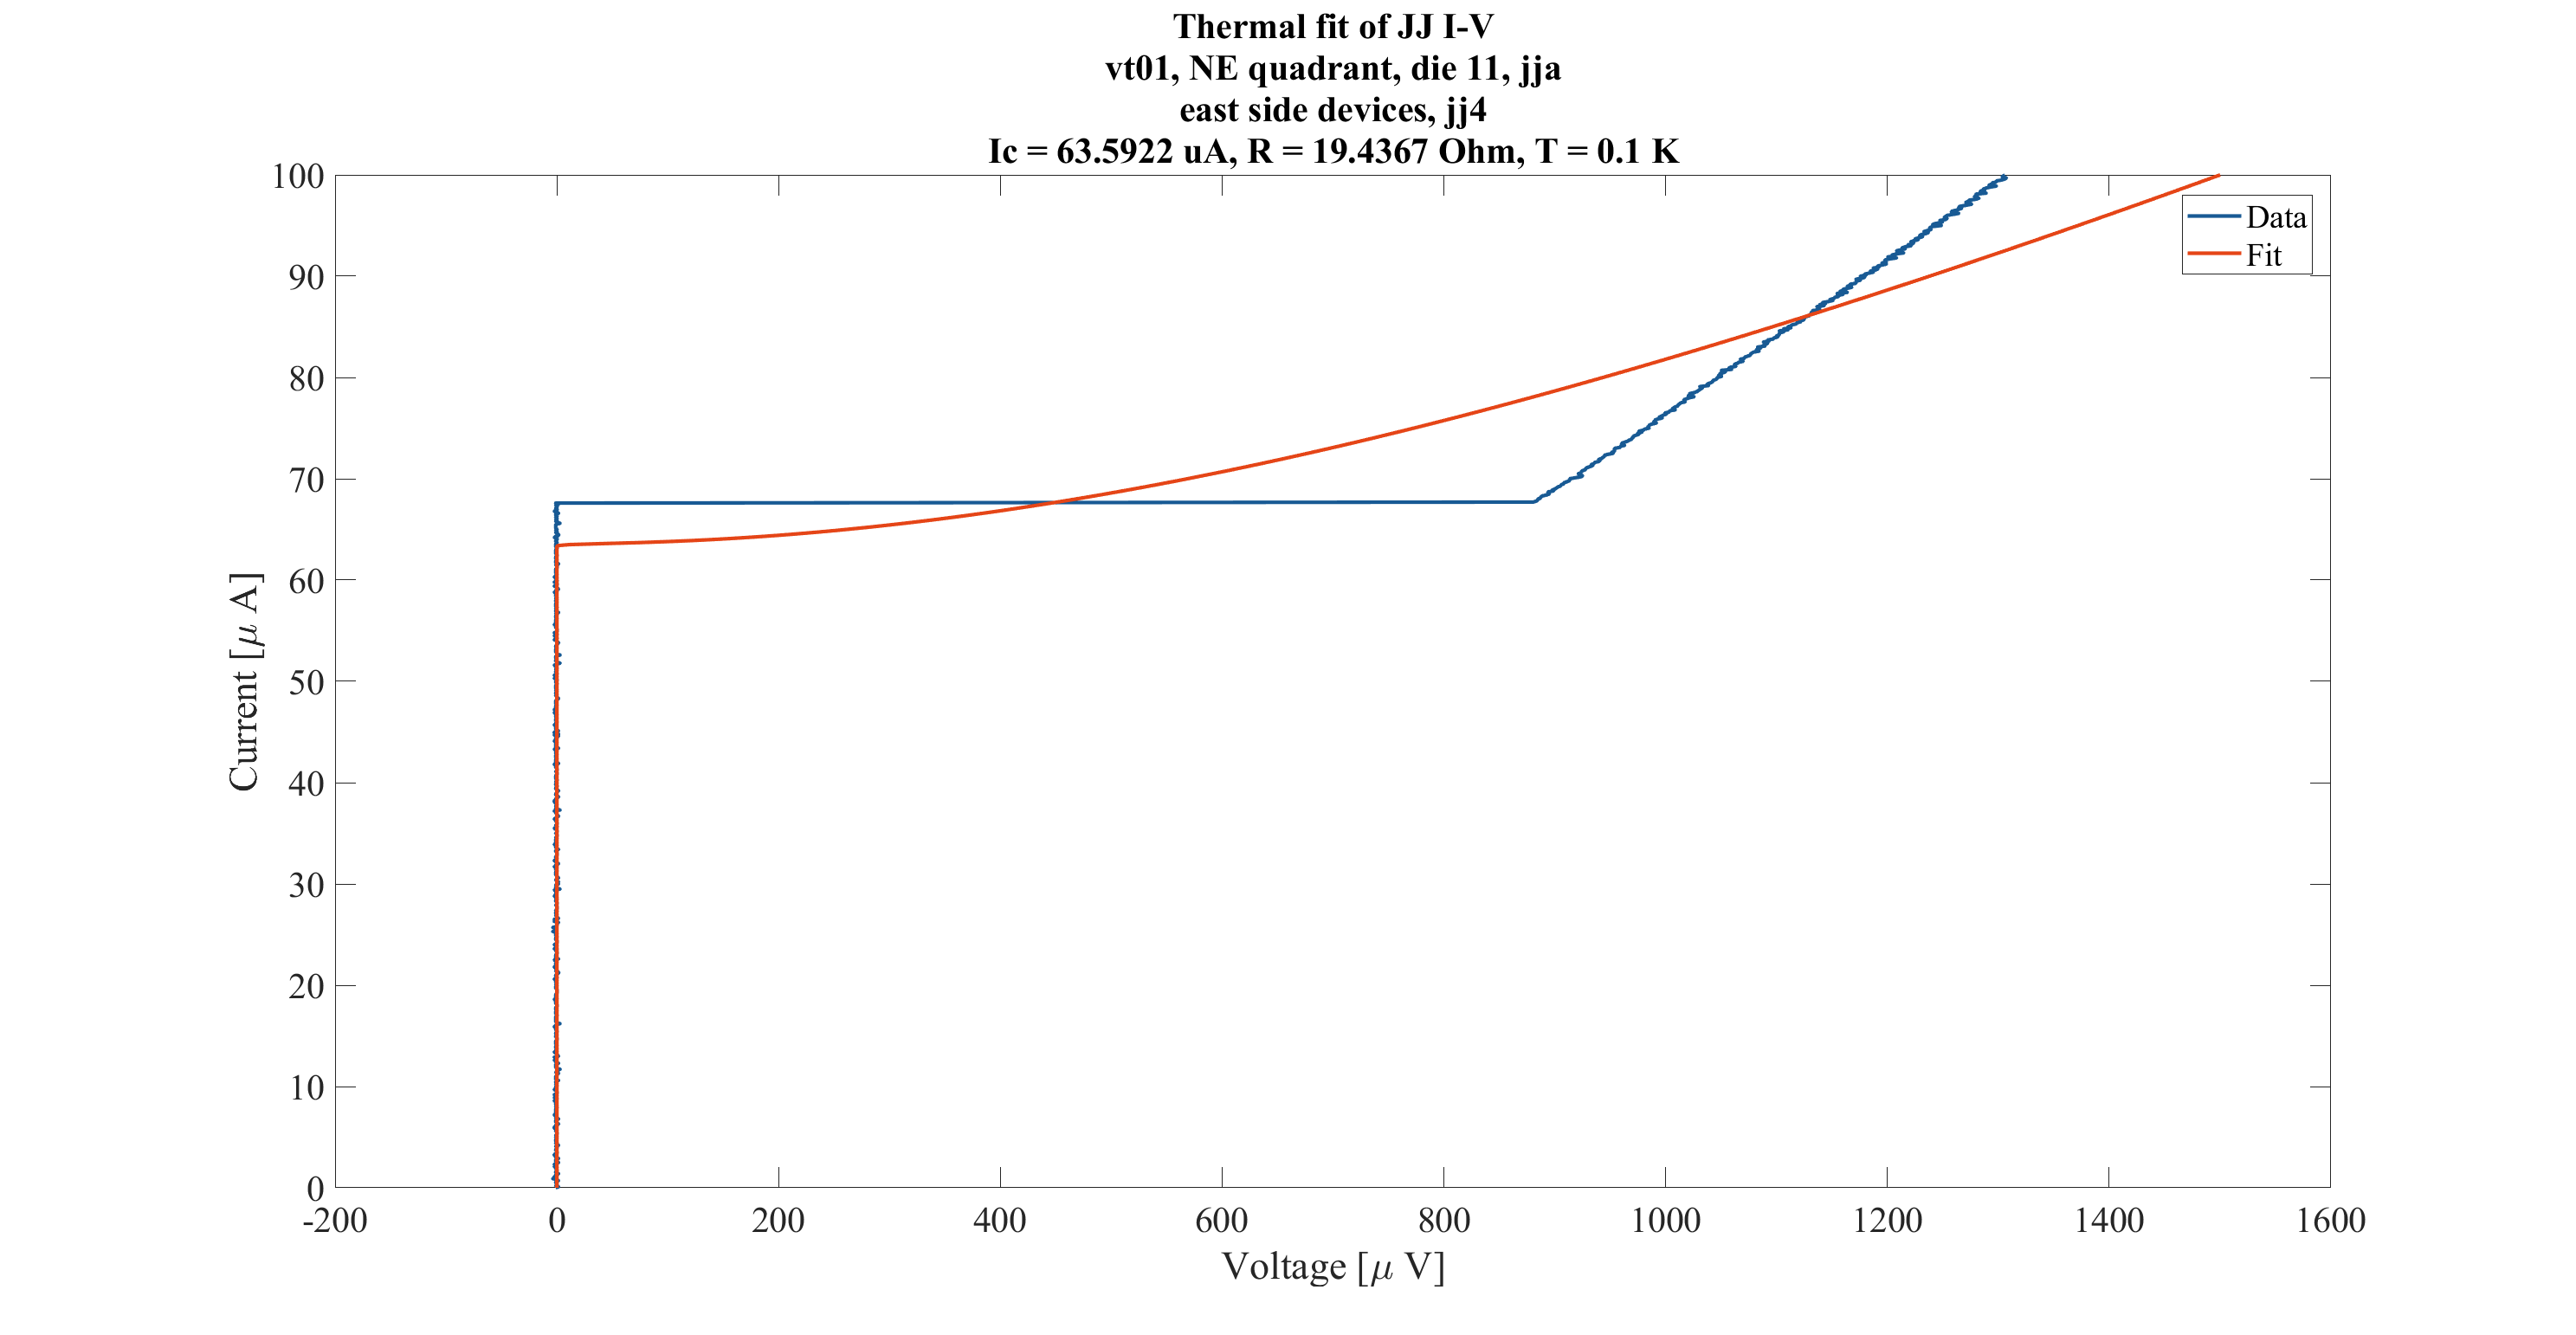 Thermal fit of JJ I-V
vt01, NE quadrant, die 11, jja
east side devices, jj4
Ic = 63.5922 uA, R = 19.4367 Ohm, T = 0.1 K
100
90
80
70
60
50
40
30
20
10
0
Current [μ A]
Data
Fit
-200 0 200 400 600 800 1000 1200 1400 1600
Voltage [μ V]